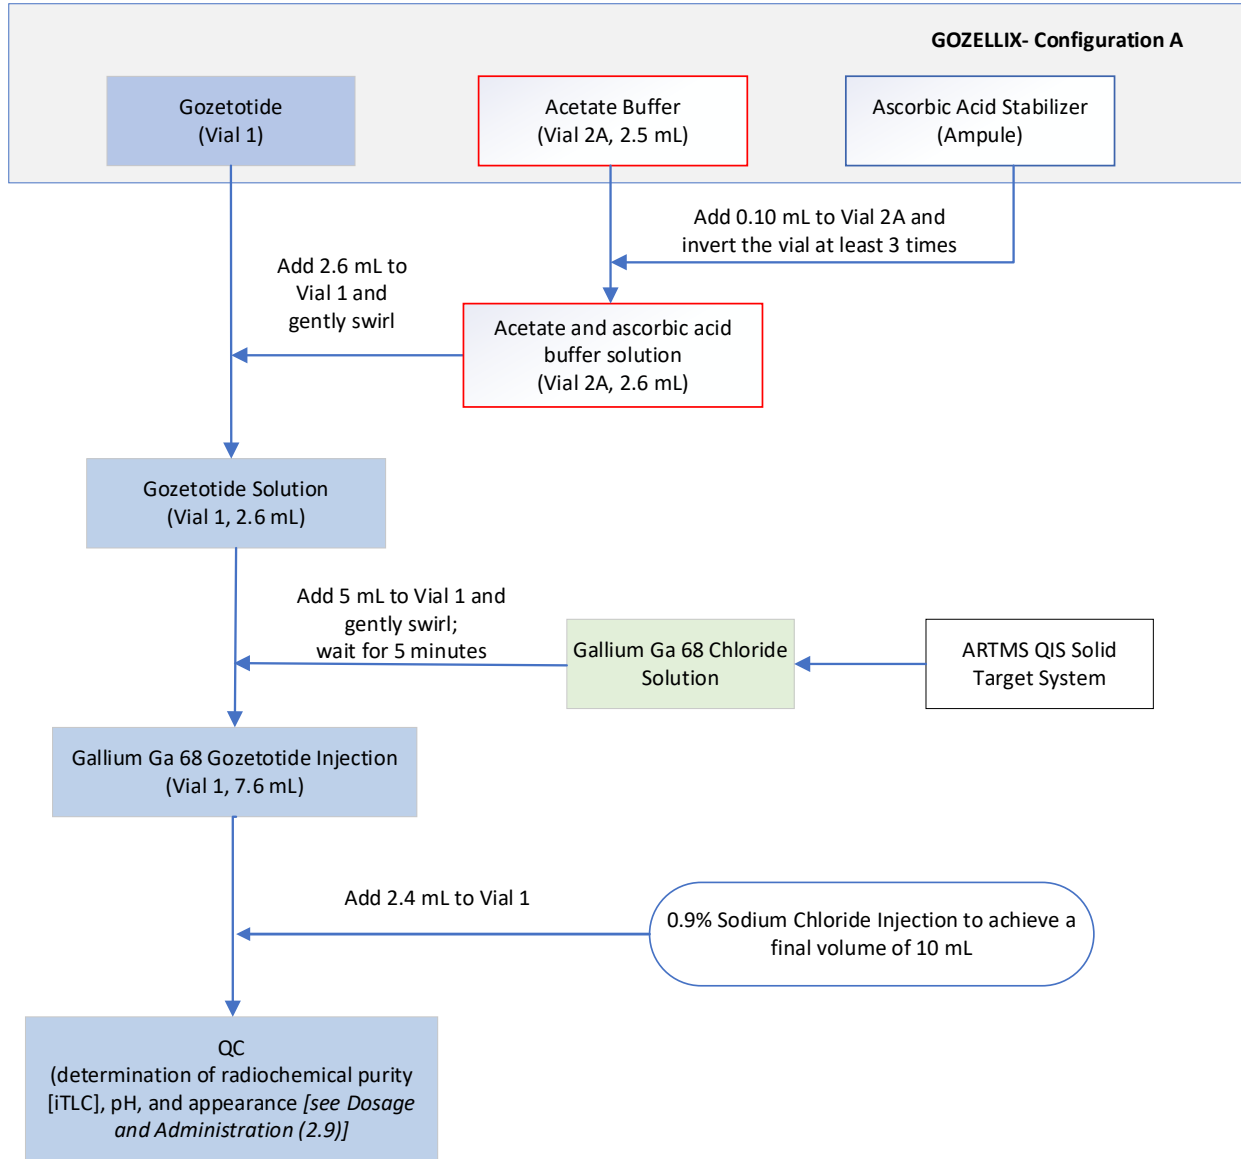 GOZELLIX- Configuration A
Gozetotide
(Vial 1)
Acetate Buffer
(Vial 2A, 2.5 mL)
Ascorbic Acid Stabilizer
(Ampule)
Add 0.10 mL to Vial 2A and
invert the vial at least 3 times
Add 2.6 mL to
Vial 1 and
gently swirl
Acetate and ascorbic acid
buffer solution
(Vial 2A, 2.6 mL)
Gozetotide Solution
(Vial 1, 2.6 mL)
Add 5 mL to Vial 1 and
gently swirl;
wait for 5 minutes
Gallium Ga 68 Chloride
Solution
ARTMS QIS Solid
Target System
Gallium Ga 68 Gozetotide Injection
(Vial 1, 7.6 mL)
Add 2.4 mL to Vial 1
0.9% Sodium Chloride Injection to achieve a
final volume of 10 mL
QC
(determination of radiochemical purity
[iTLC], pH, and appearance [see Dosage
and Administration (2.9)]